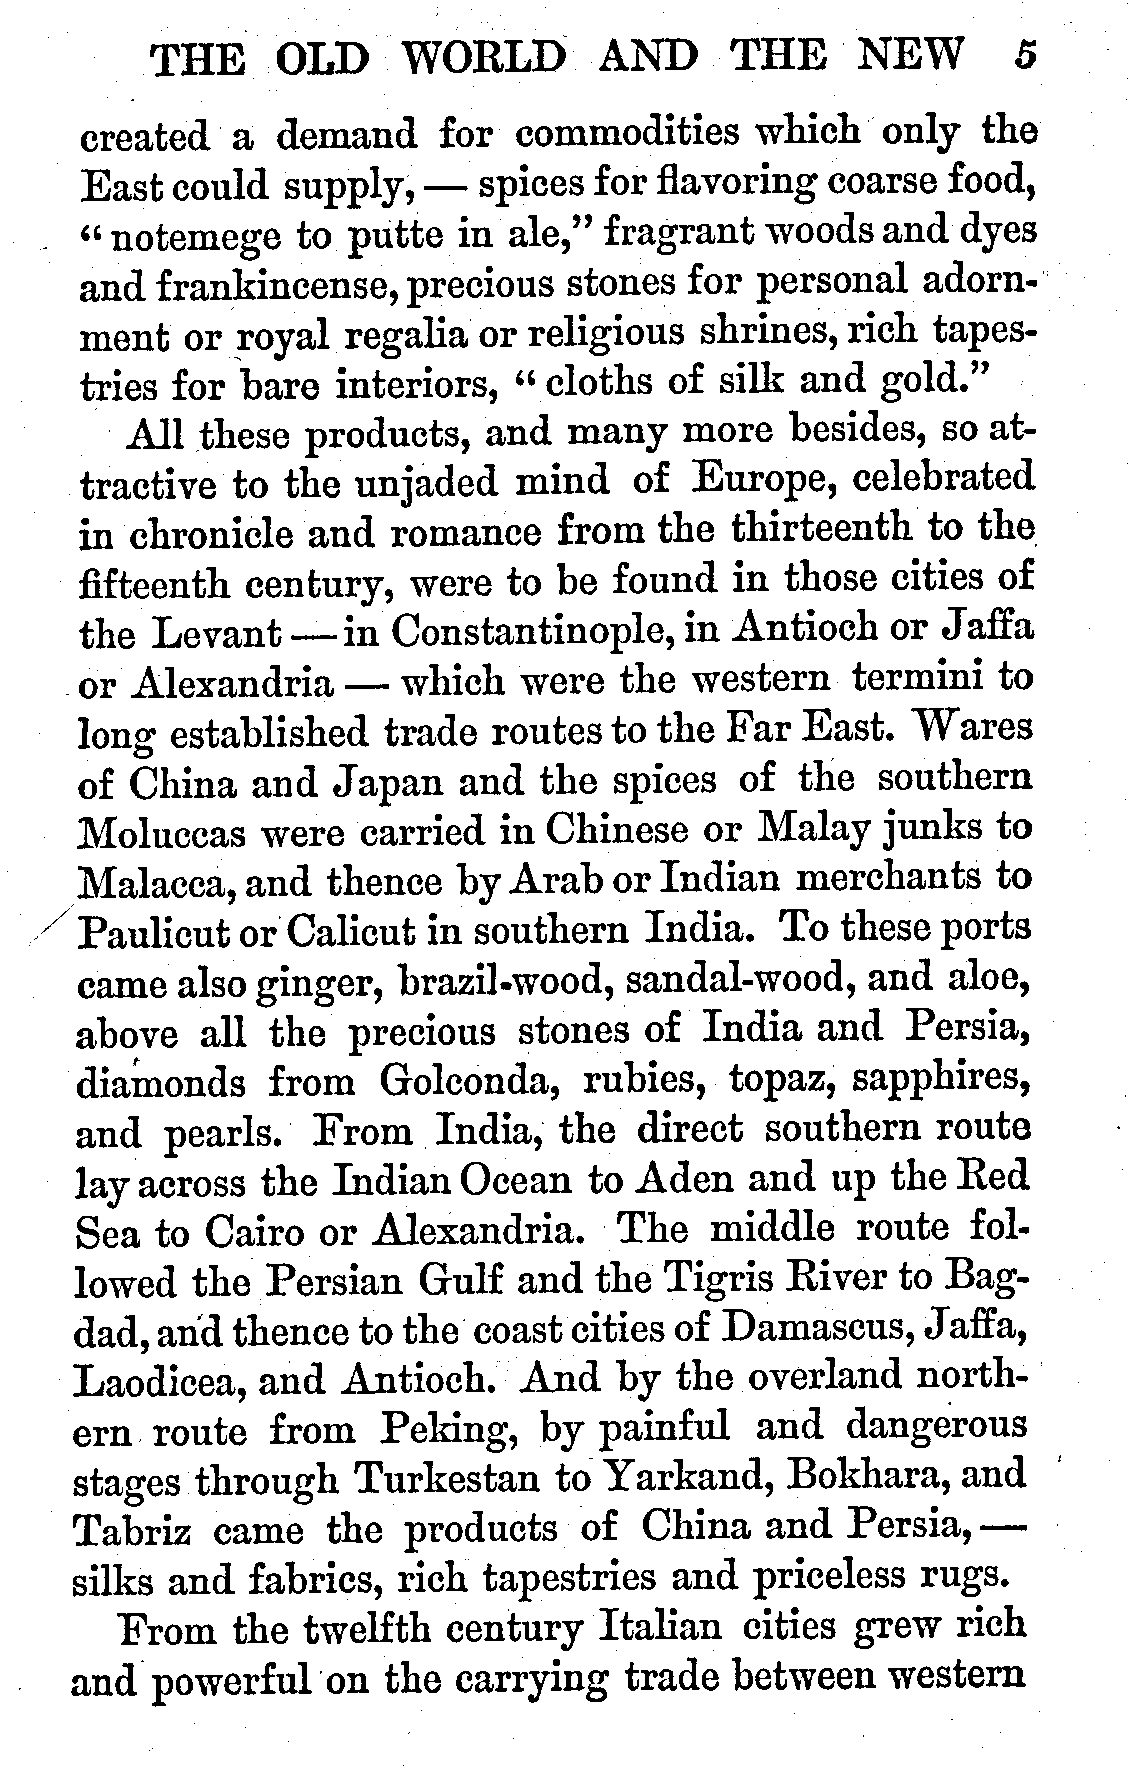 THE OLD WORLD AND THE NEW 5
created a demand for commodities which only the
East could supply, — spices for flavoring coarse food,
“notemege to putte in ale,” fragrant woods and dyes
and frankincense, precious stones for personal adorn-
ment or royal regalia or religious shrines, rich tapes-
tries for bare interiors, “cloths of silk and gold.”
All these products, and many more besides, so at-
tractive to the unjaded mind of Europe, celebrated
in chronicle and romance from the thirteenth to the
fifteenth century, were to be found in those cities of
the Levant — in Constantinople, in Antioch or Jaffa
or Alexandria — which were the western termini to
long established trade routes to the Far East. Wares
of China and Japan and the spices of the southern
Moluccas were carried in Chinese or Malay junks to
Malacca, and thence by Arab or Indian merchants to
Paulicut or Calicut in southern India. To these ports
came also ginger, brazil-wood, sandal-wood, and aloe,
above all the precious stones of India and Persia,
diamonds from Golconda, rubies, topaz, sapphires,
and pearls. From India, the direct southern route
lay across the Indian Ocean to Aden and up the Red
Sea to Cairo or Alexandria. The middle route fol-
lowed the Persian Gulf and the Tigris River to Bag-
dad, and thence to the coast cities of Damascus, Jaffa,
Laodicea, and Antioch. And by the overland north-
ern route from Peking, by painful and dangerous
stages through Turkestan to Yarkand, Bokhara, and
Tabriz came the products of China and Persia, —
silks and fabrics, rich tapestries and priceless rugs.
From the twelfth century Italian cities grew rich
and powerful on the carrying trade between western